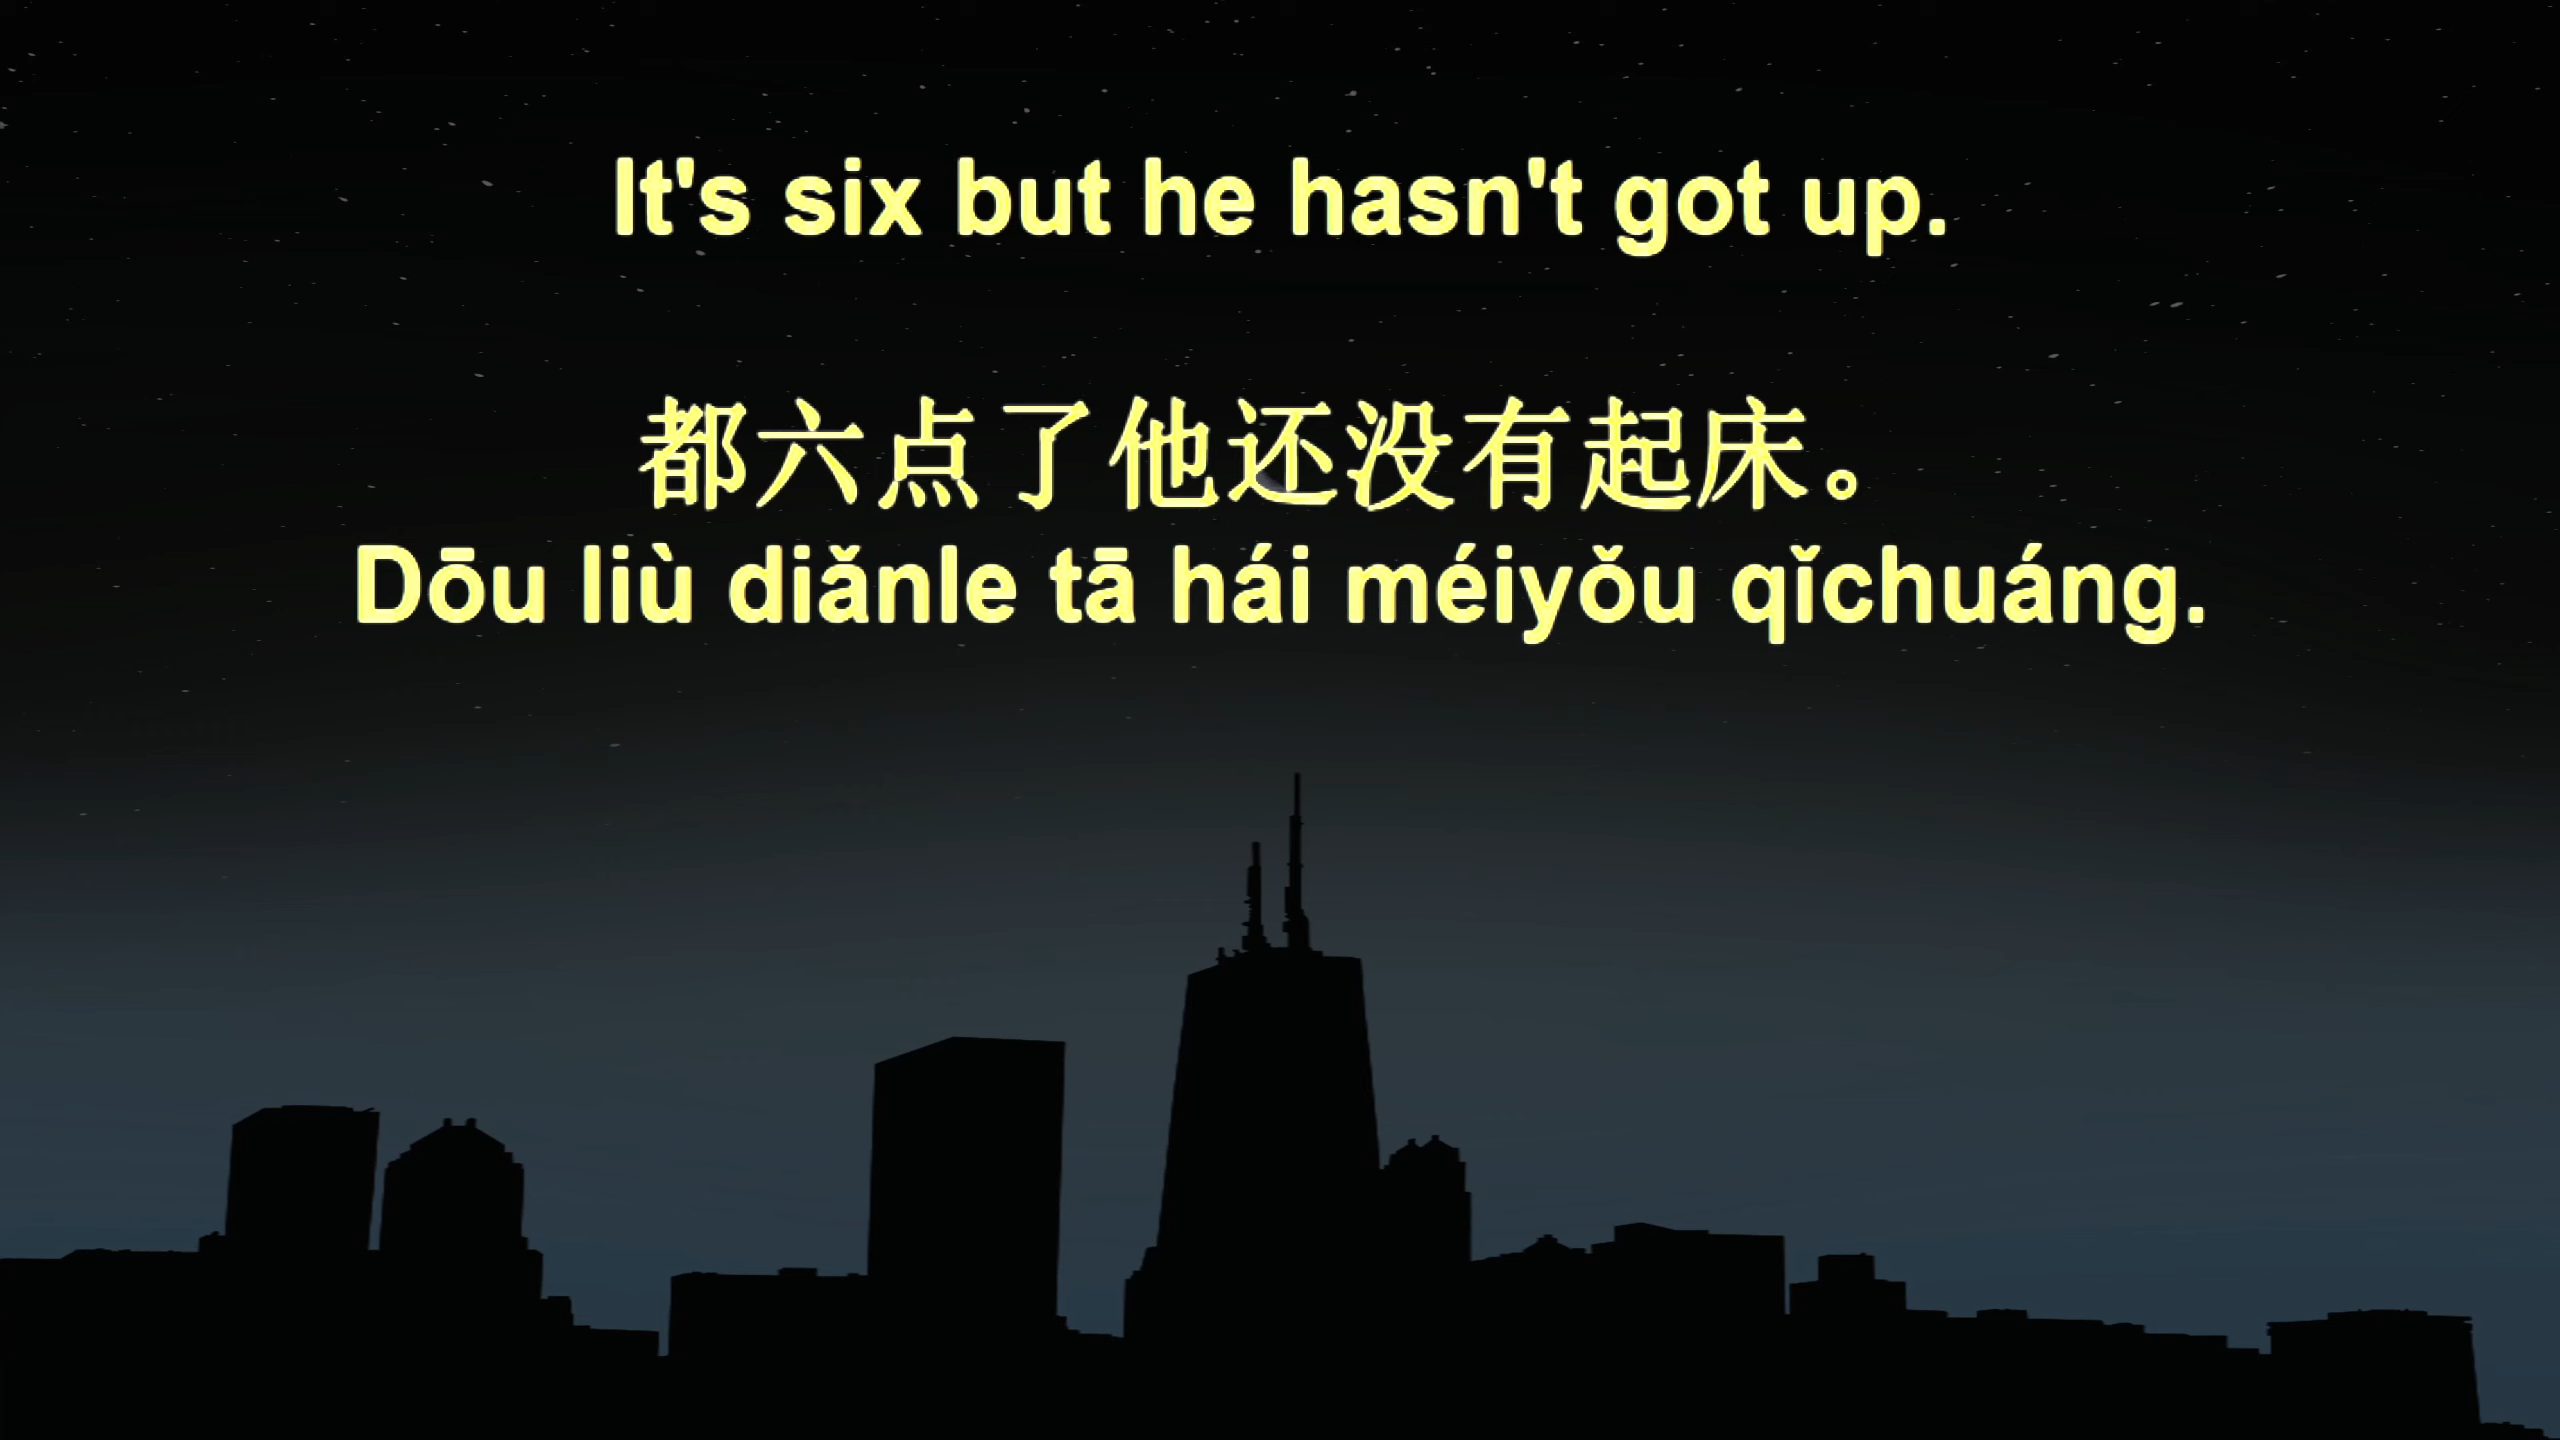 It's six but he hasn't got up.
都六点了他还没有起床。
Dōu liù diǎnle tā hái méiyǒu qǐchuáng.